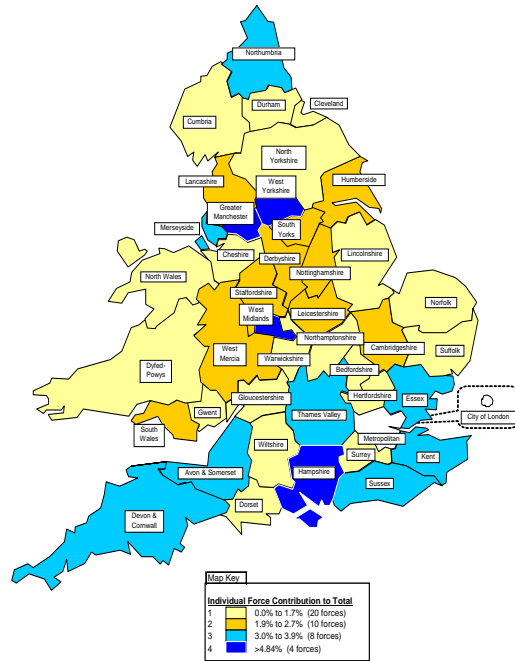 Northumbria
Durham
Cleveland
Cumbria
North
Yorkshire
Lancashire
West
Yorkshire
Humberside
Greater
Manchester
Merseyside
South
Yorks
Cheshire
Derbyshire
Lincolnshire
North Wales
Nottinghamshire
Staffordshire
Norfolk
West
Midlands
Leicestershire
Northamptonshire
West
Mercia
Warwickshire
Cambridgeshire
Suffolk
Dyfed-
Powys
Bedfordshire
Gloucestershire
Hertfordshire
Essex
Gwent
Thames Valley
City of London
South
Wales
Metropolitan
Wiltshire
Surrey
Kent
Avon & Somerset
Hampshire
Sussex
Dorset
Devon &
Cornwall
Map Key
Individual Force Contribution to Total
1 0.0% to 1.7% (20 forces)
2 1.9% to 2.7% (10 forces)
3 3.0% to 3.9% (8 forces)
4 >4.84% (4 forces)